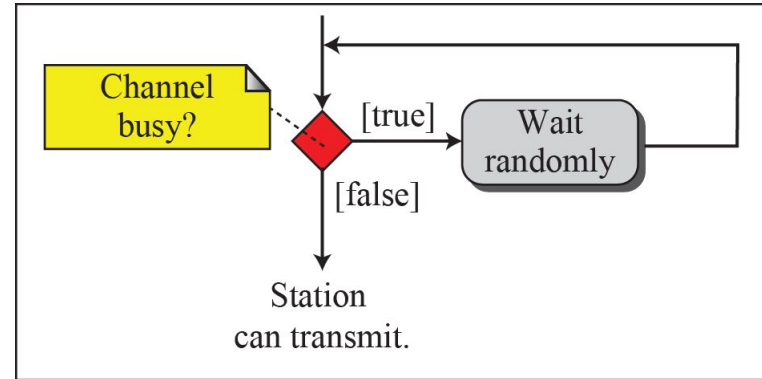 Channel
busy?
[true]
Wait
randomly
[false]
Station
can transmit.